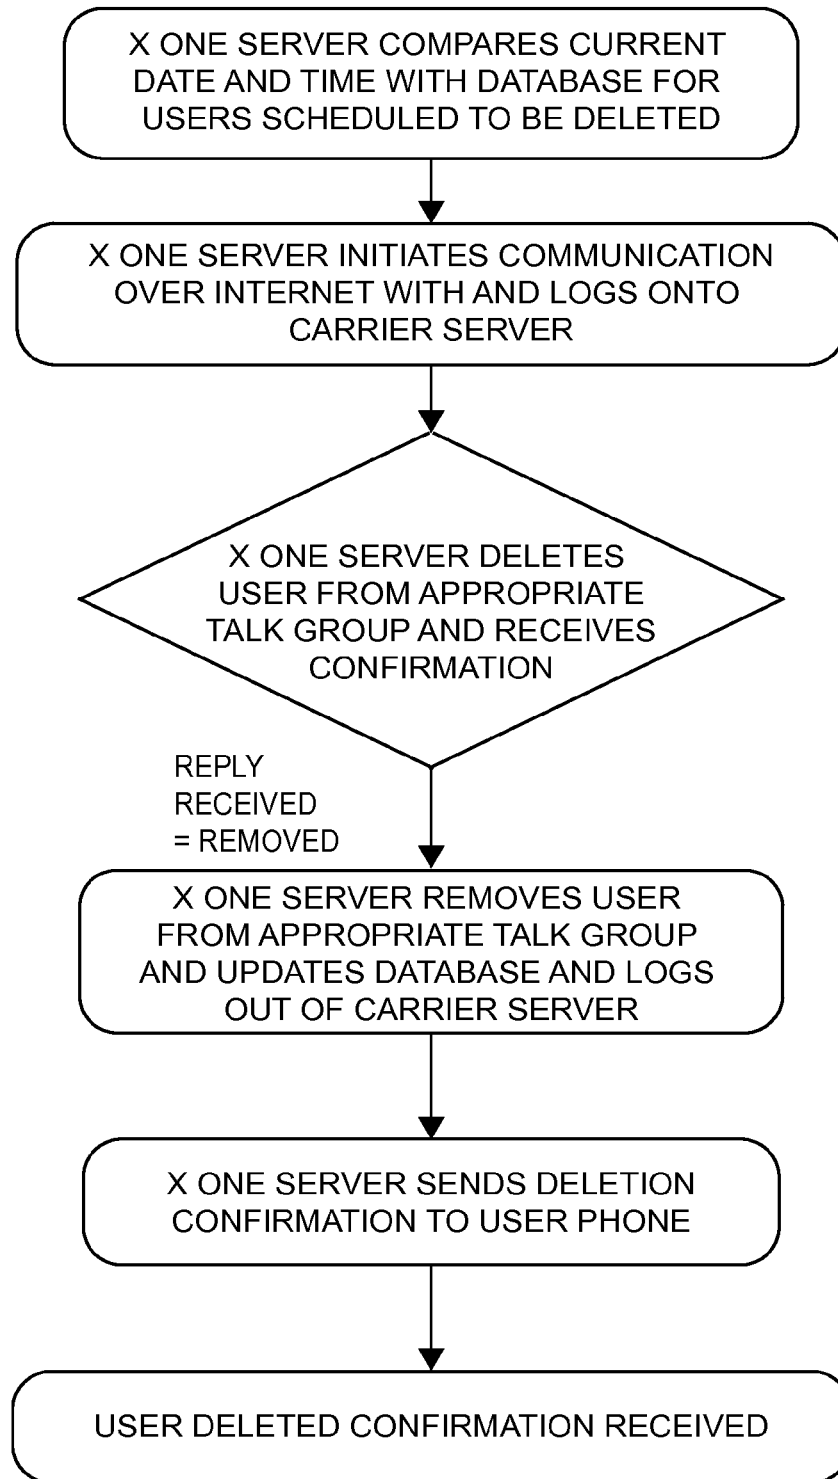 X ONE SERVER COMPARES CURRENT
DATE AND TIME WITH DATABASE FOR
USERS SCHEDULED TO BE DELETED
X ONE SERVER INITIATES COMMUNICATION
OVER INTERNET WITH AND LOGS ONTO
CARRIER SERVER
X ONE SERVER DELETES
USER FROM APPROPRIATE
TALK GROUP AND RECEIVES
CONFIRMATION
REPLY
RECEIVED
= REMOVED
X ONE SERVER REMOVES USER
FROM APPROPRIATE TALK GROUP
AND UPDATES DATABASE AND LOGS
OUT OF CARRIER SERVER
X ONE SERVER SENDS DELETION
CONFIRMATION TO USER PHONE
USER DELETED CONFIRMATION RECEIVED